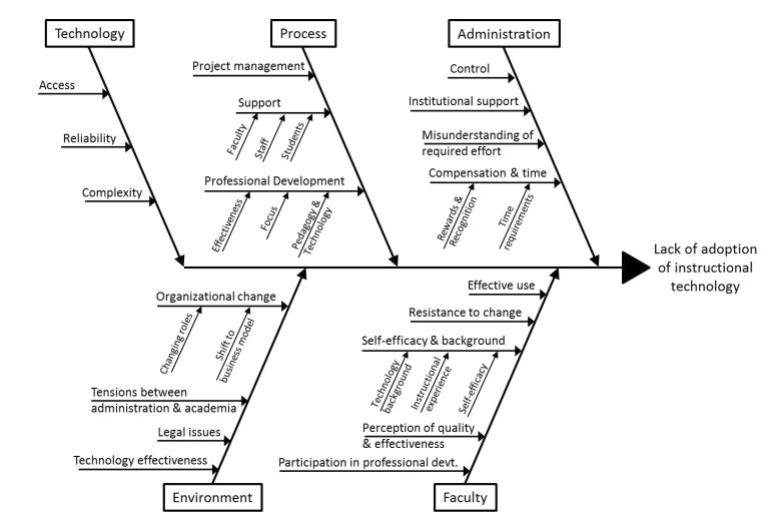 Technology
Process
Administration
Access
Reliability
Complexity
Project management
Support
Faculty
Staff
Students
Professional Development
Effectiveness
Focus
Pedagogy &
Technology
Control
Institutional support
Misunderstanding of
required effort
Compensation & time
Rewards &
Recognition
Time
requirements
Lack of adoption
of instructional
technology
Organizational change
Changing roles
Shift to
business model
Tensions between
administration & academia
Legal issues
Technology effectiveness
Effective use
Resistance to change
Self-efficacy & background
Technology
background
Instructional
experience
Self-efficacy
Perception of quality
& effectiveness
Participation in professional devt.
Environment
Faculty